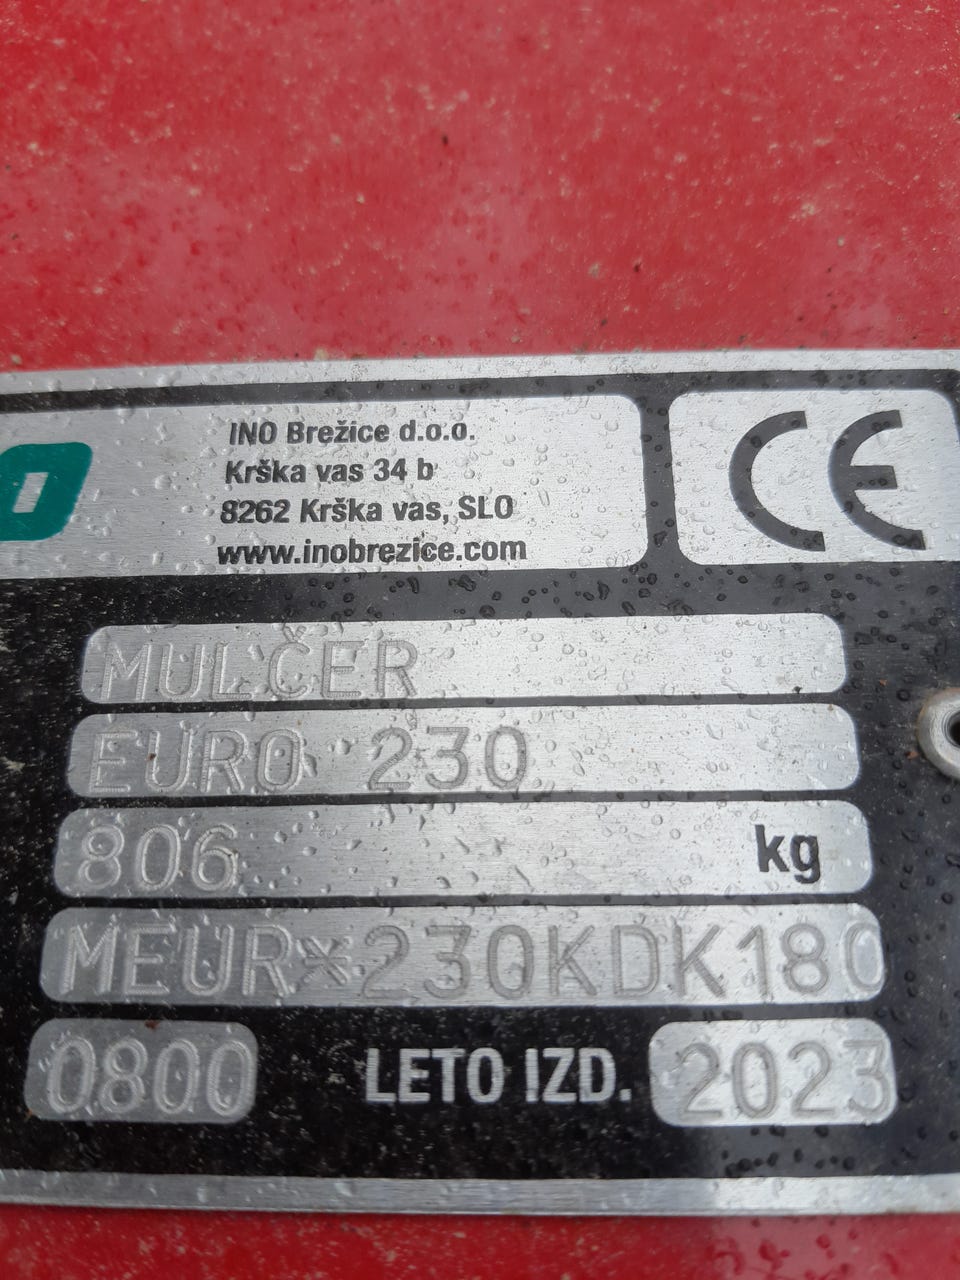 INO Brežice d.o.o.
Krška vas 34 b
8262 Krška vas, SLO
www.inobrezice.com
CE
MULČER
EURO 230
806 kg
MEUR*230KDK180
0800 LETO IZD. 2023